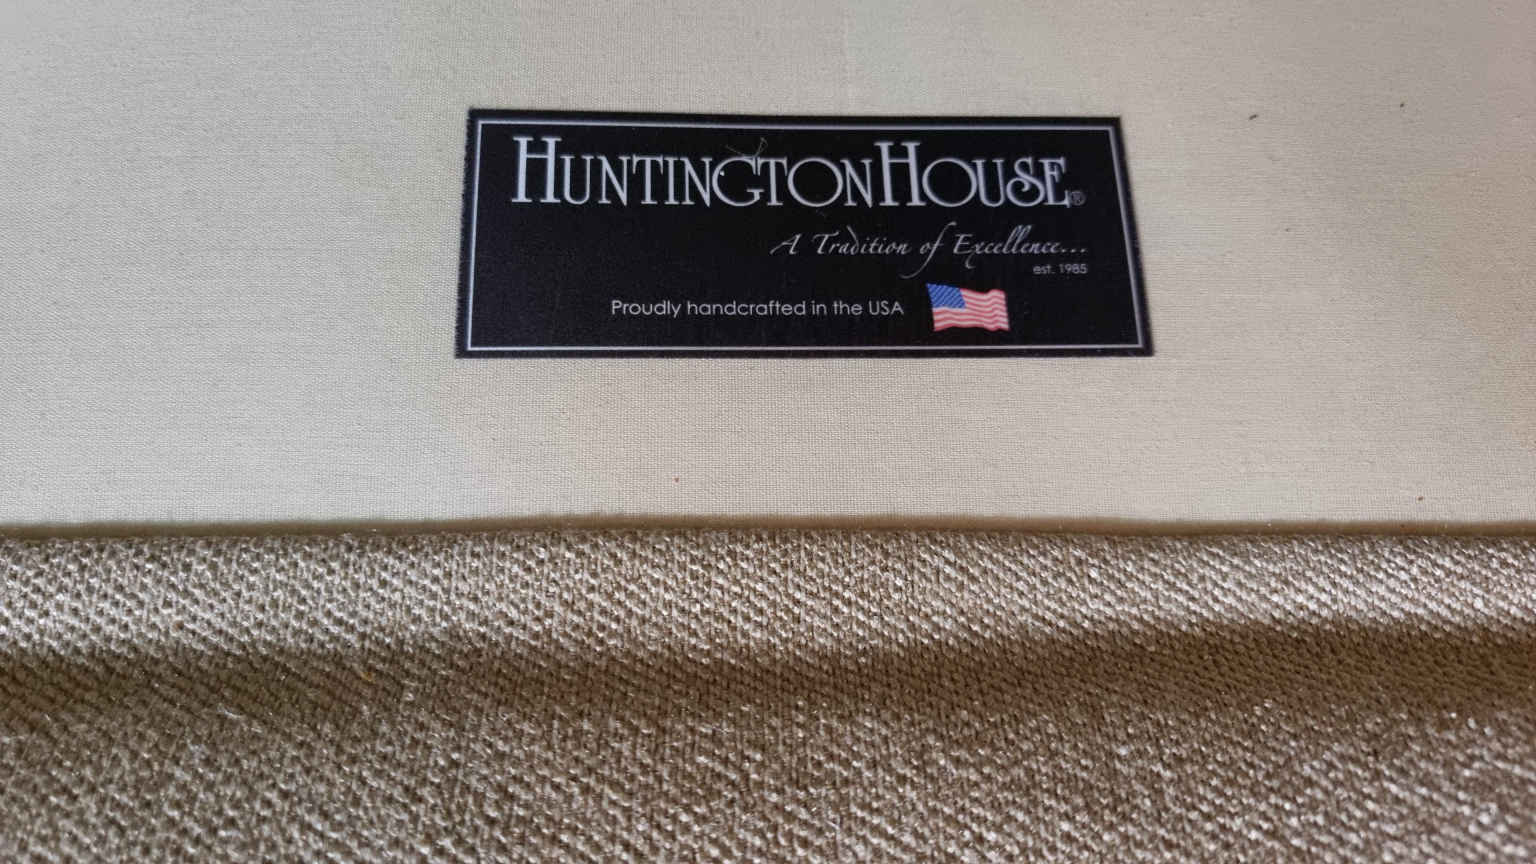 HUNTINGTONHOUSE®
A Tradition of Excellence...
est. 1985
Proudly handcrafted in the USA